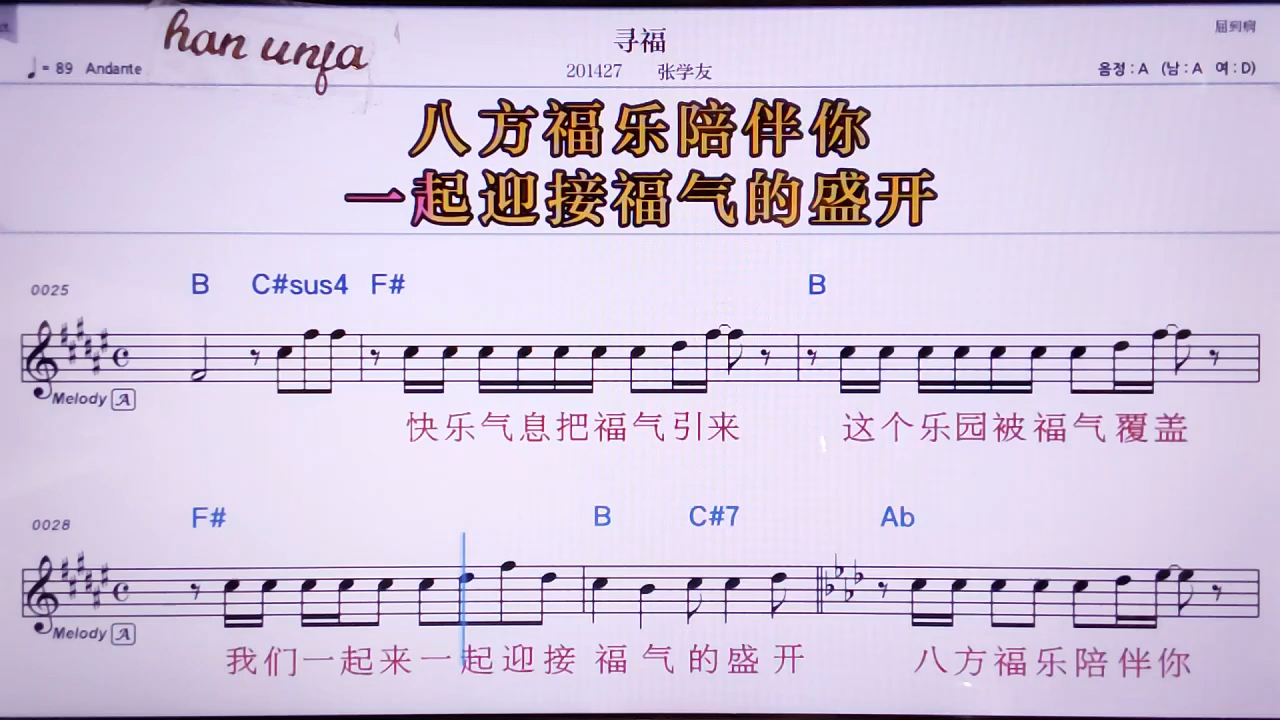 han unfa
寻福
♩= 89 Andante
201427 张学友
음정 : A (남 : A 여 : D)
八方福乐陪伴你
一起迎接福气的盛开
0025
B C#sus4 F# B
Melody A
快乐气息把福气引来 这个乐园被福气覆盖
0028
F# B C#7 Ab
Melody A
我们一起来一起迎接福气的盛开 八方福乐陪伴你